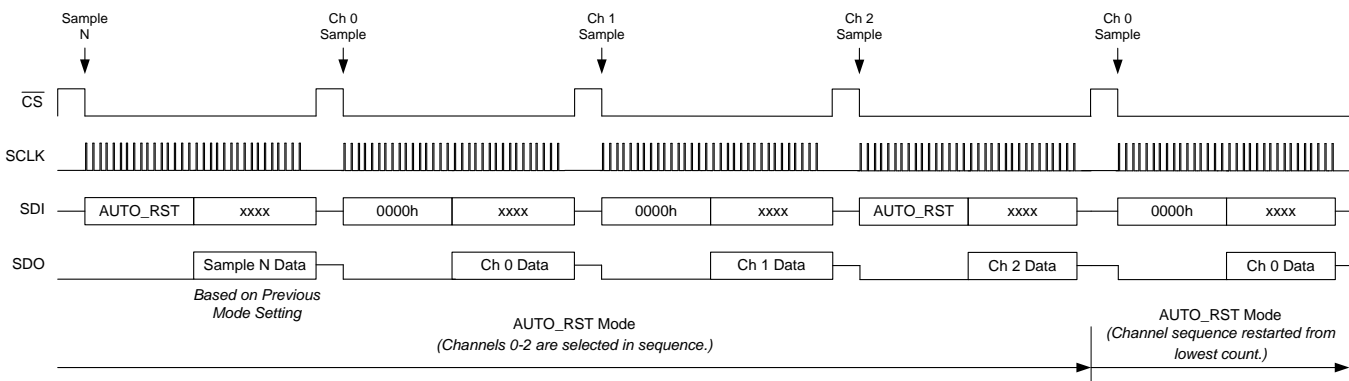 Sample
N
Ch 0
Sample
Ch 1
Sample
Ch 2
Sample
Ch 0
Sample
CS
SCLK
SDI
AUTO_RST
xxxx
0000h
xxxx
0000h
xxxx
AUTO_RST
xxxx
0000h
xxxx
SDO
Sample N Data
Ch 0 Data
Ch 1 Data
Ch 2 Data
Ch 0 Data
Based on Previous
Mode Setting
AUTO_RST Mode
(Channels 0-2 are selected in sequence.)
AUTO_RST Mode
(Channel sequence restarted from
lowest count.)